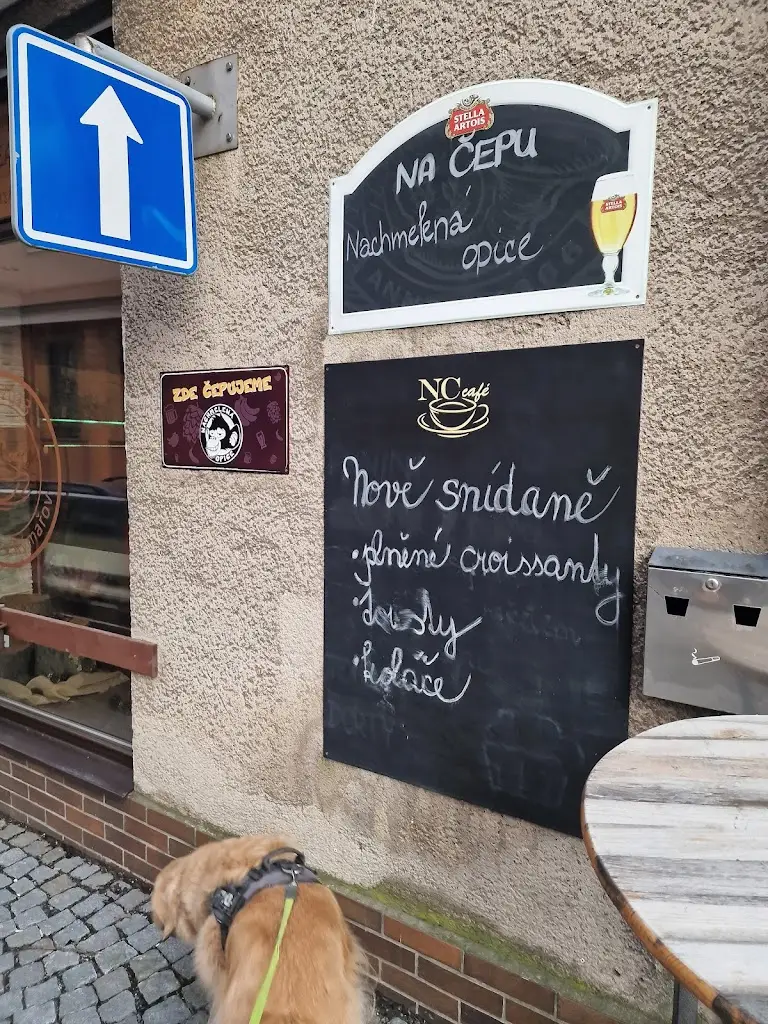 STELLA ARTOIS
NA ČEPU
Nachmelená
opice
STELLA ARTOIS
ZDE ČEPUJEME
NACHMELENÁ
OPICE
NC café
Nově snídaně
• plněné croissanty
• tousty
• koláče